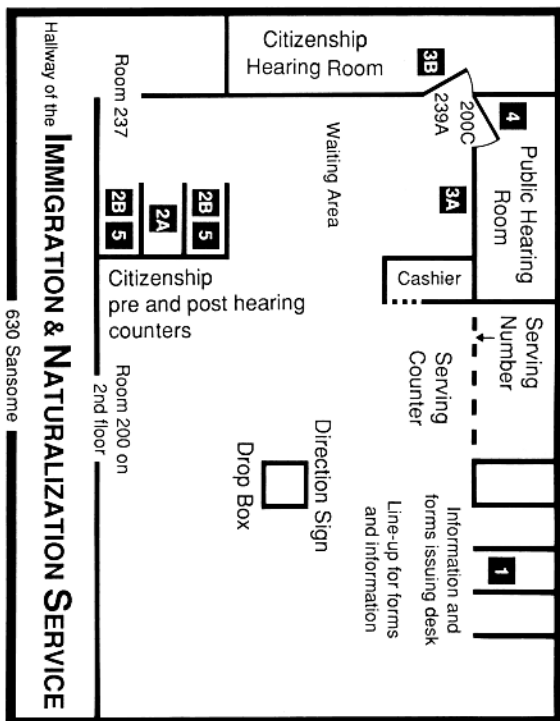 Citizenship
Hearing Room
3B
4
200C
239A
Public Hearing
Room
Room 237
Waiting Area
3A
2B
5
2A
2B
5
Cashier
Citizenship
pre and post hearing
counters
Serving
Number
Serving
Counter
Room 200 on
2nd floor
Direction Sign
Drop Box
Information and
forms issuing desk
Line-up for forms
and information
1
Hallway of the IMMIGRATION & NATURALIZATION SERVICE
630 Sansome